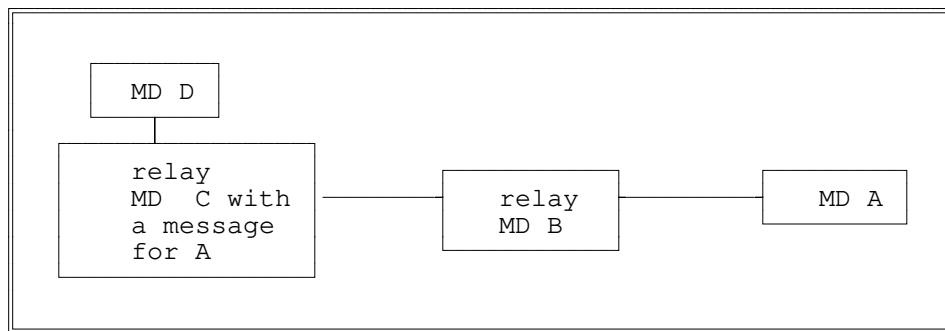 MD D
relay
MD C with
a message
for A
relay
MD B
MD A